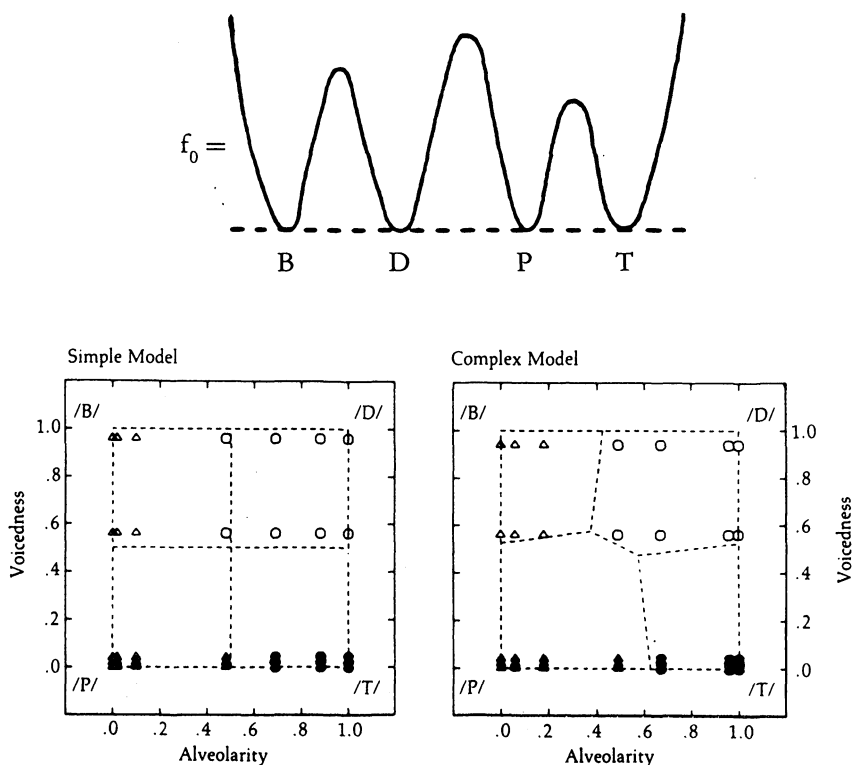 f₀ =
B D P T
Simple Model
Complex Model
/B/ /D/
/B/ /D/
1.0
.8
.6
.4
.2
.0
Voicedness
1.0
.8
.6
.4
.2
.0
Voicedness
/P/ /T/
/P/ /T/
.0 .2 .4 .6 .8 1.0
.0 .2 .4 .6 .8 1.0
Alveolarity
Alveolarity